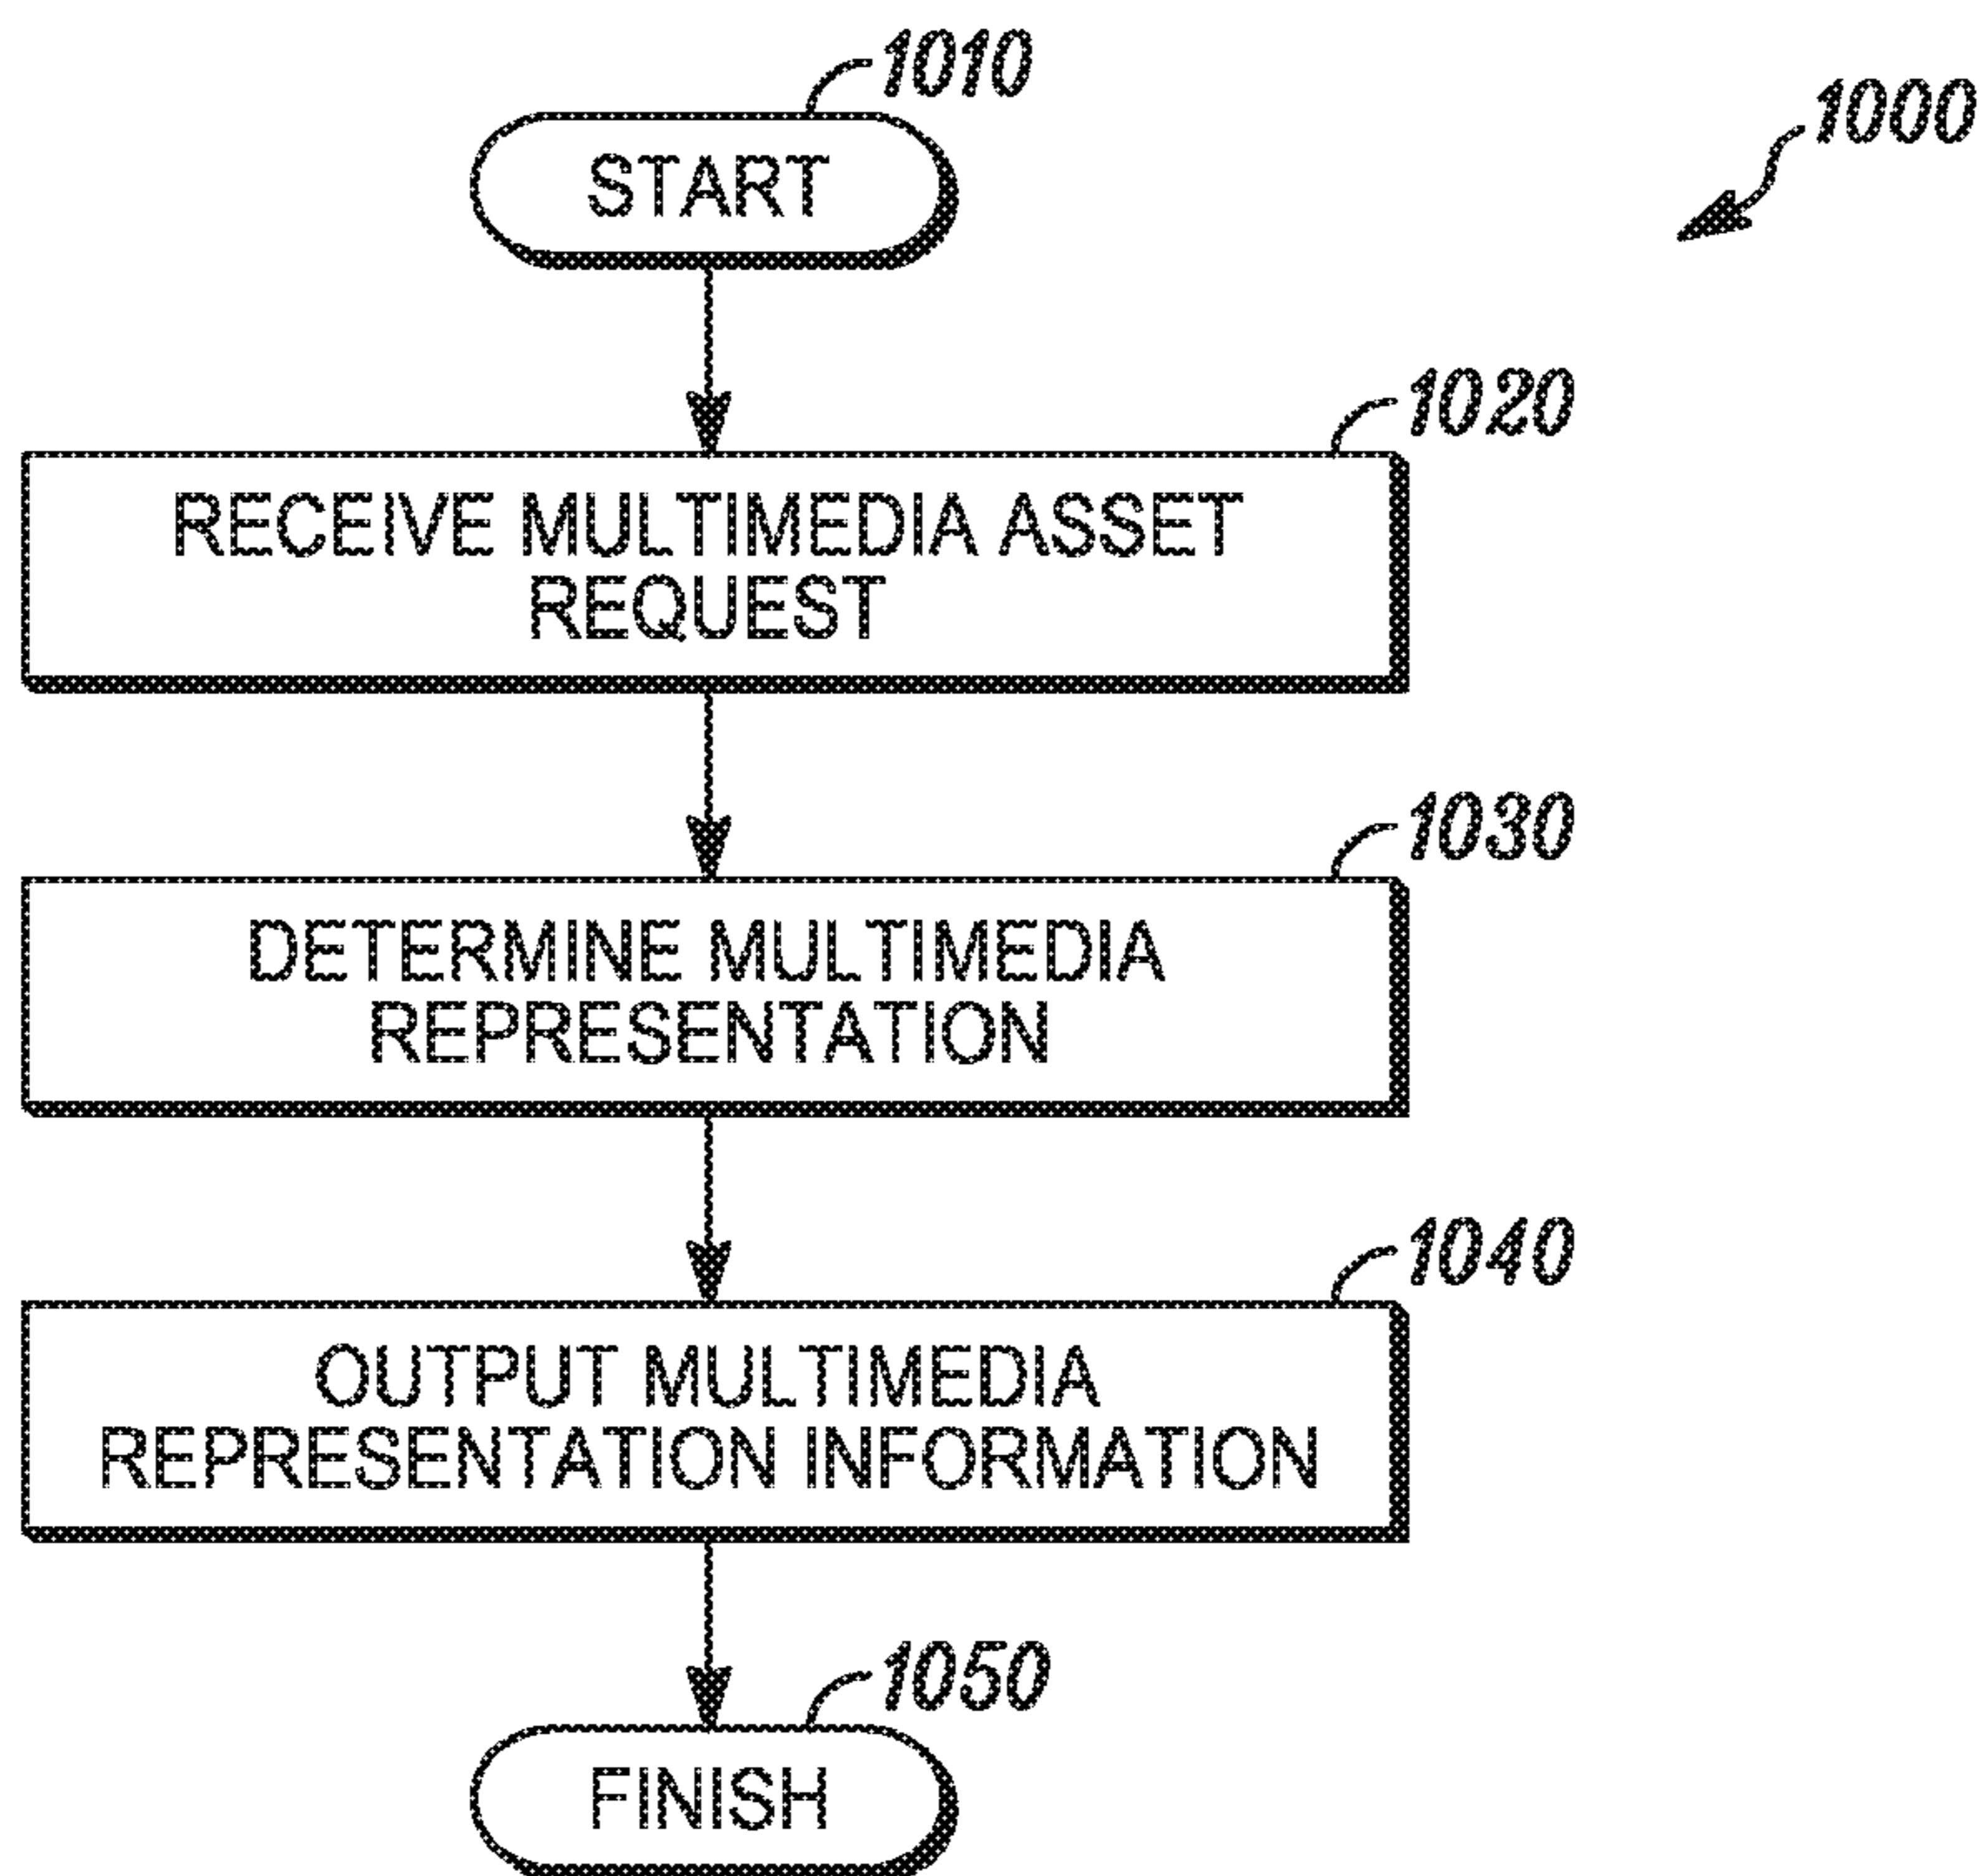 1010
1000
START
1020
RECEIVE MULTIMEDIA ASSET
REQUEST
1030
DETERMINE MULTIMEDIA
REPRESENTATION
1040
OUTPUT MULTIMEDIA
REPRESENTATION INFORMATION
1050
FINISH